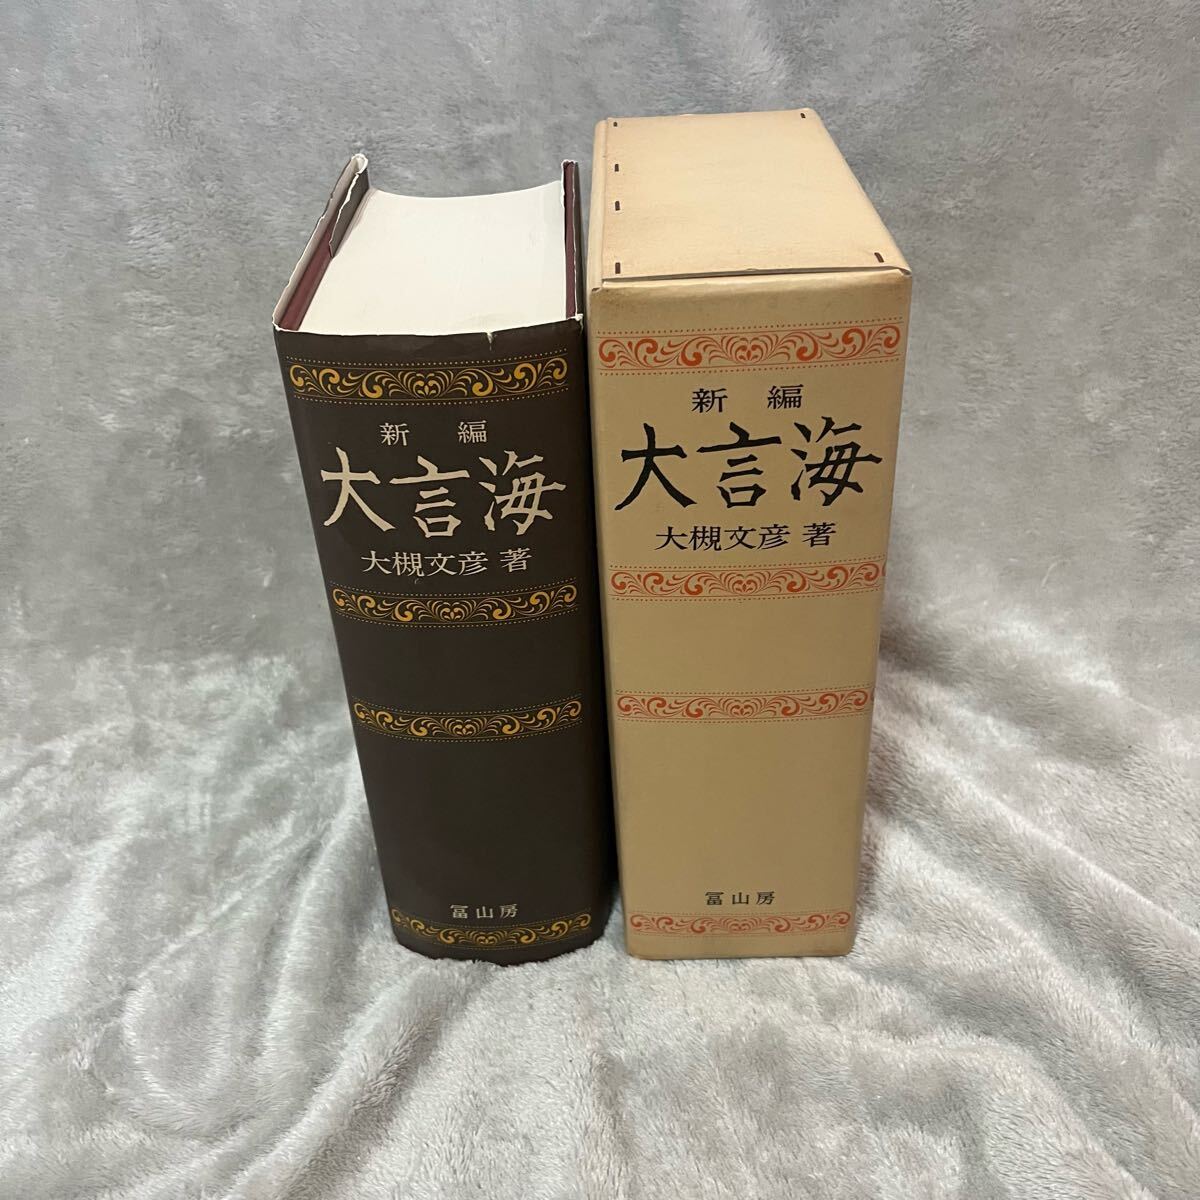 新編
大言海
大槻文彦 著
冨山房
新編
大言海
大槻文彦 著
冨山房